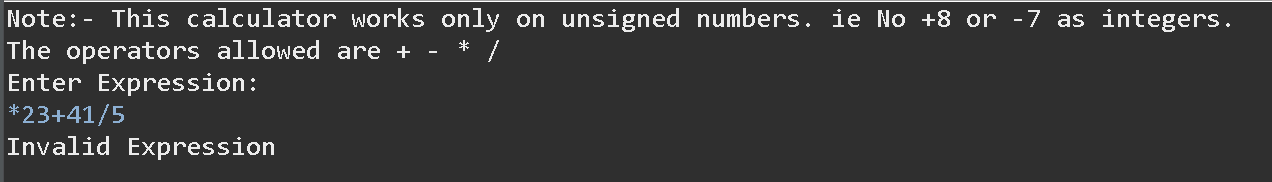 Note:- This calculator works only on unsigned numbers. ie No +8 or -7 as integers.
The operators allowed are + - * /
Enter Expression:
*23+41/5
Invalid Expression